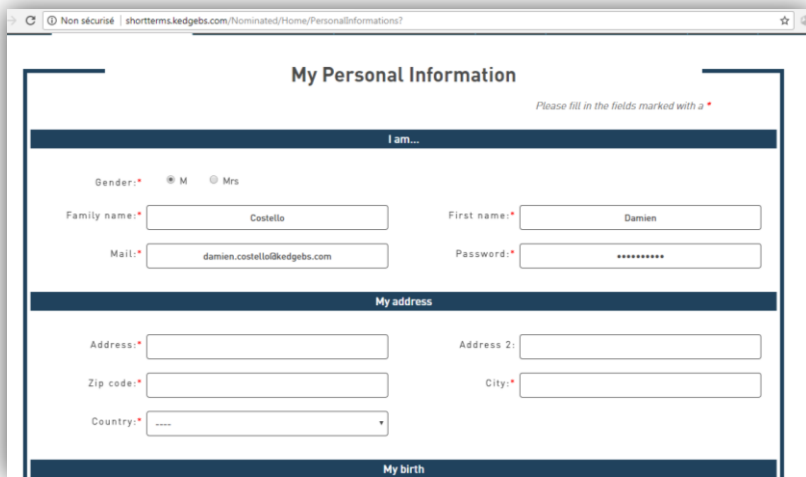 Non sécurisé | shortterms.kedgebs.com/Nominated/Home/PersonalInformations?
My Personal Information
Please fill in the fields marked with a *
I am...
Gender:* M Mrs
Family name:* Costello First name:* Damien
Mail:* damien.costello@kedgebs.com Password:* ••••••••••
My address
Address:* Address 2:
Zip code:* City:*
Country:* ----
My birth